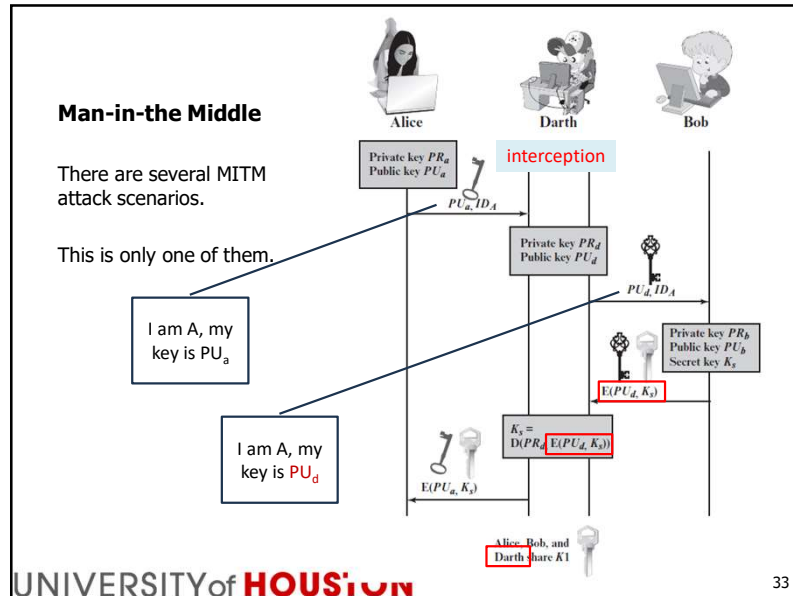 Alice
Darth
Bob
Man-in-the Middle
There are several MITM
attack scenarios.
This is only one of them.
interception
Private key PRa
Public key PUa
PUa, IDA
Private key PRd
Public key PUd
PUd, IDA
I am A, my
key is PUa
Private key PRb
Public key PUb
Secret key Ks
E(PUd, Ks)
I am A, my
key is PUd
Ks =
D(PRd, E(PUd, Ks))
E(PUa, Ks)
Alice, Bob, and
Darth share K1
UNIVERSITY of HOUSTON
33